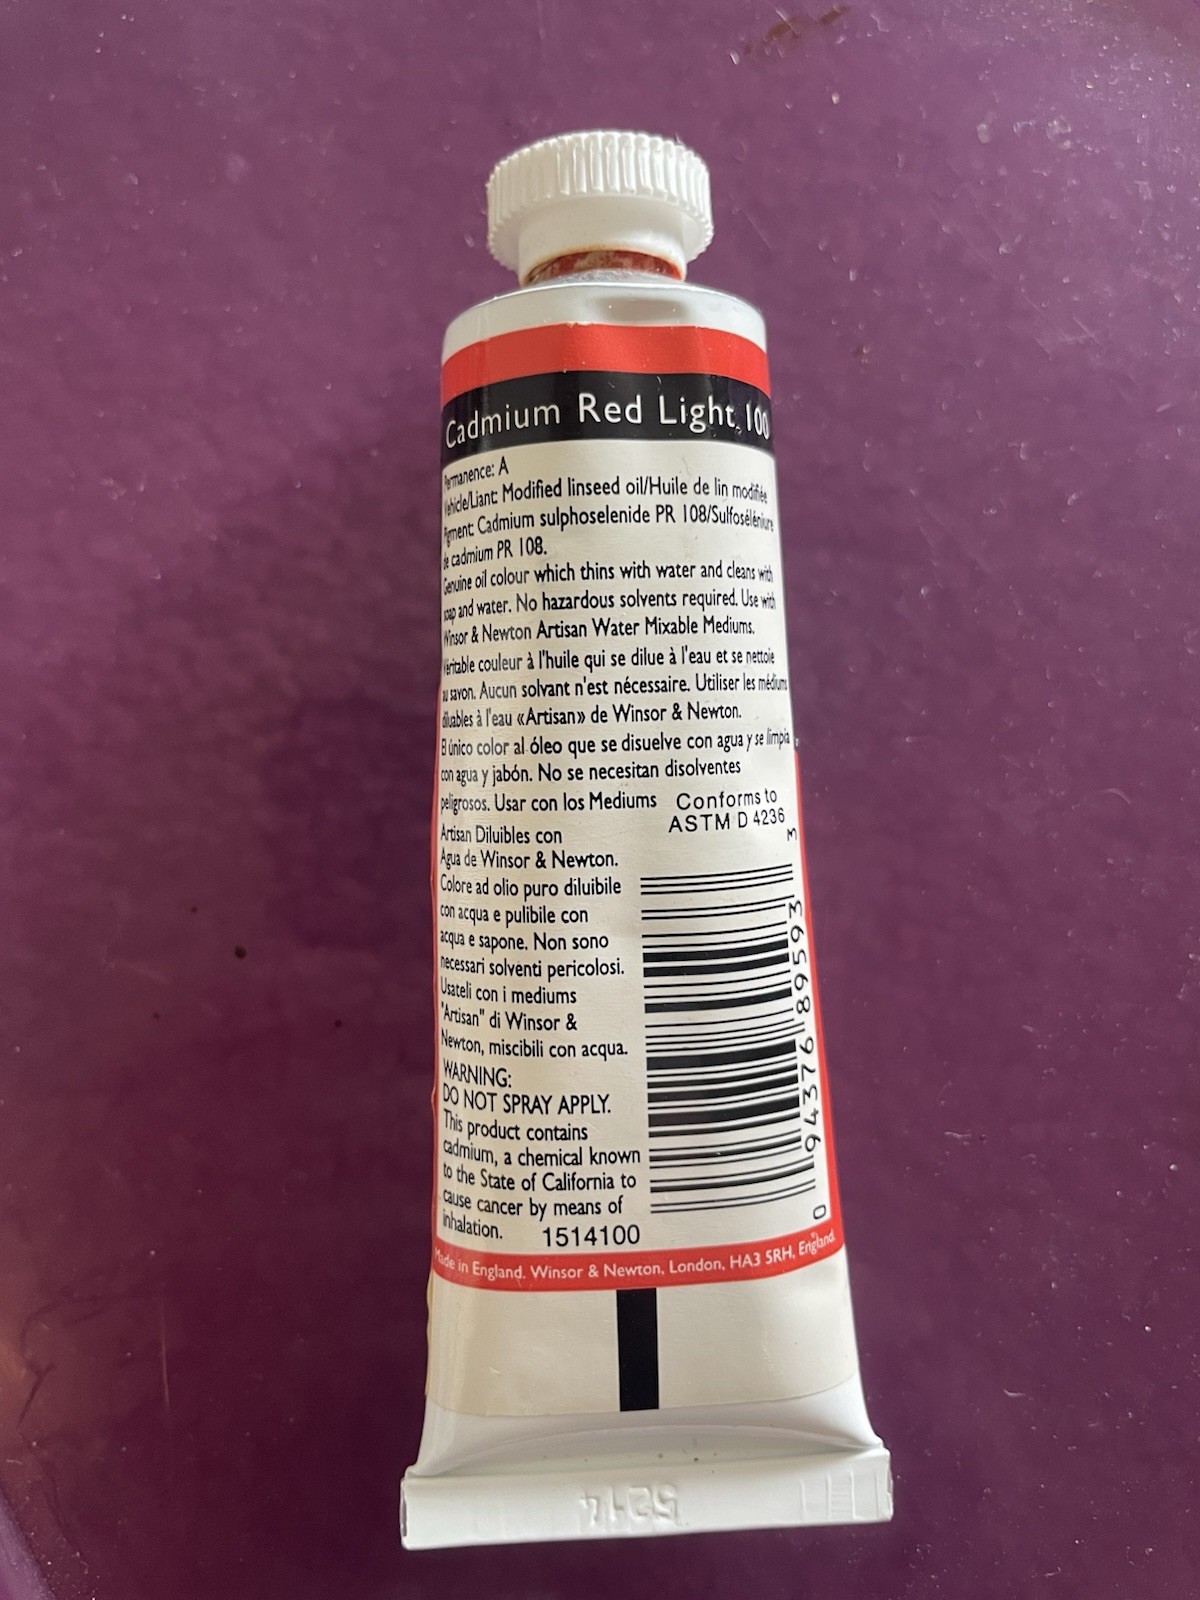 Cadmium Red Light 100
Permanence: A
Vehicle/Liant: Modified linseed oil/Huile de lin modifiée
Pigment: Cadmium sulphoselenide PR 108/Sulfoséléniure
de cadmium PR 108.
Genuine oil colour which thins with water and cleans with
soap and water. No hazardous solvents required. Use with
Winsor & Newton Artisan Water Mixable Mediums.
Véritable couleur à l'huile qui se dilue à l'eau et se nettoie
au savon. Aucun solvant n'est nécessaire. Utiliser les médiums
diluables à l'eau «Artisan» de Winsor & Newton.
El único color al óleo que se disuelve con agua y se limpia
con agua y jabón. No se necesitan disolventes
peligrosos. Usar con los Mediums
Artisan Diluibles con
Agua de Winsor & Newton.
Conforms to
ASTM D 4236
Colore ad olio puro diluibile
con acqua e pulibile con
acqua e sapone. Non sono
necessari solventi pericolosi.
Usateli con i mediums
"Artisan" di Winsor &
Newton, miscibili con acqua.
WARNING:
DO NOT SPRAY APPLY.
This product contains
cadmium, a chemical known
to the State of California to
cause cancer by means of
inhalation.
1514100
0 94376 89593 3
Made in England. Winsor & Newton, London, HA3 5RH, England.
5214